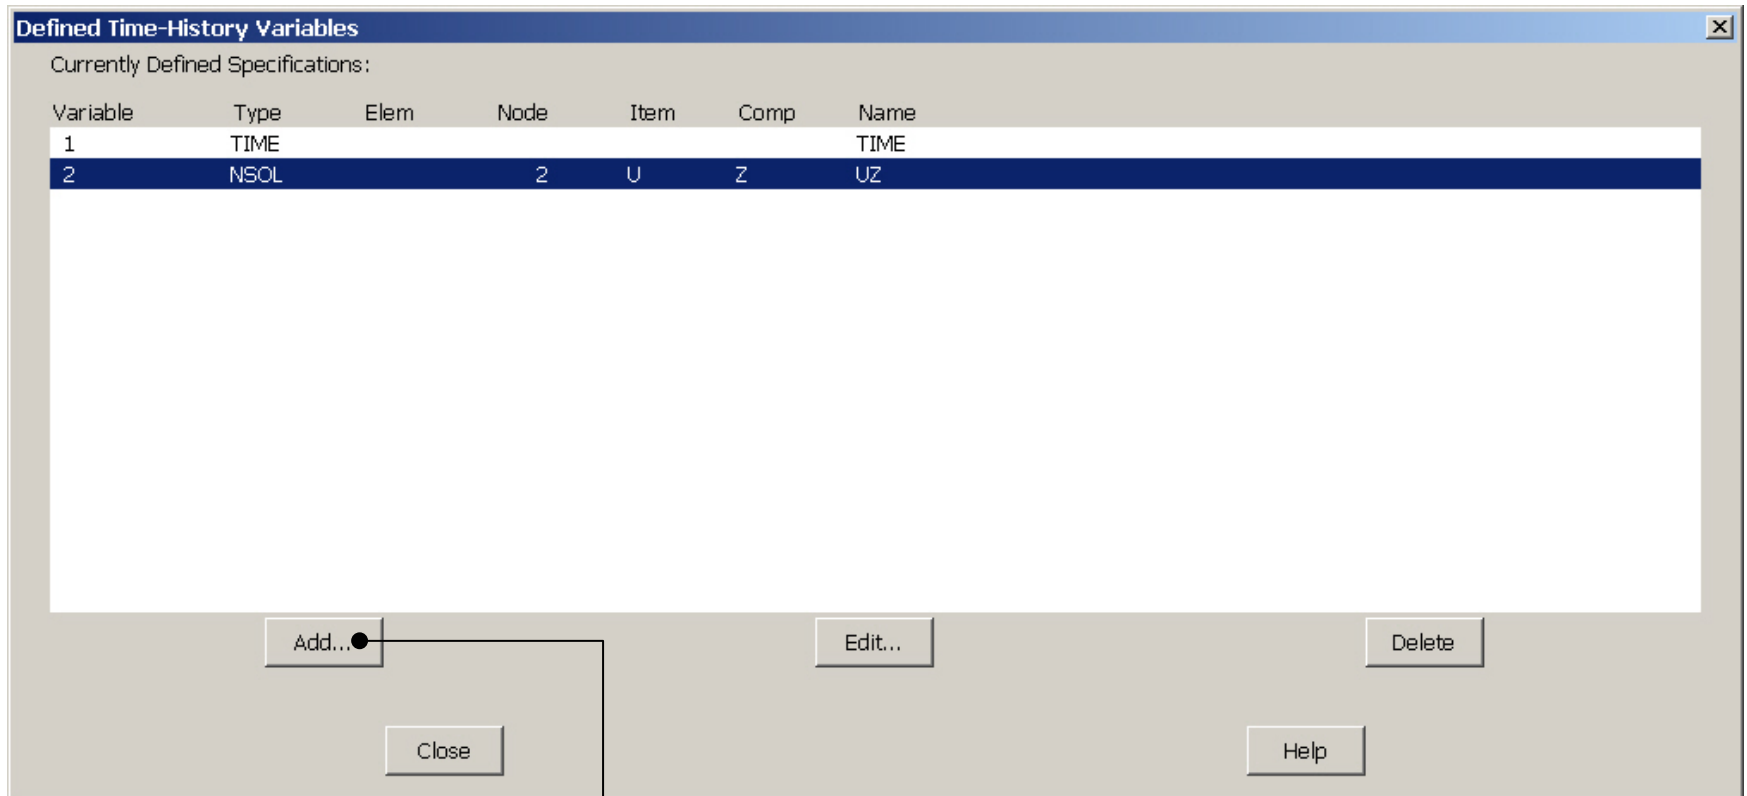 Defined Time-History Variables
Currently Defined Specifications:
Variable Type Elem Node Item Comp Name
1 TIME TIME
2 NSOL 2 U Z UZ
Add... Edit... Delete
Close Help